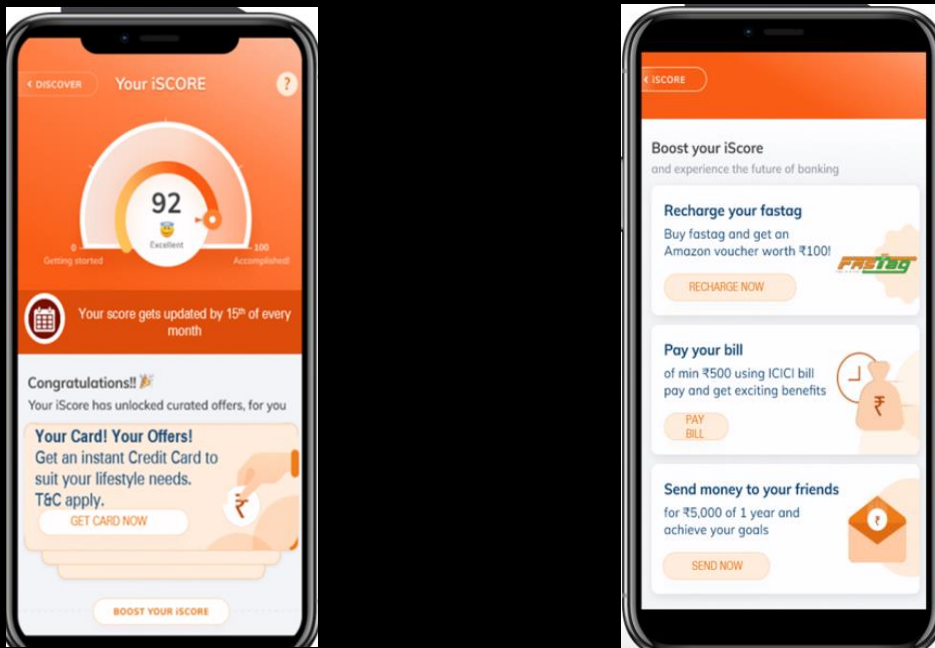 < DISCOVER
Your iSCORE
?
92
Excellent
0
100
Getting started
Accomplished!
Your score gets updated by 15th of every
month
Congratulations!! 🎉
Your iScore has unlocked curated offers, for you
Your Card! Your Offers!
Get an instant Credit Card to
suit your lifestyle needs.
T&C apply.
₹
GET CARD NOW
BOOST YOUR iSCORE
< iSCORE
Boost your iScore
and experience the future of banking
Recharge your fastag
Buy fastag and get an
Amazon voucher worth ₹100!
FASTag
RECHARGE NOW
Pay your bill
of min ₹500 using ICICI bill
pay and get exciting benefits
₹
PAY
BILL
Send money to your friends
for ₹5,000 of 1 year and
achieve your goals
₹
SEND NOW